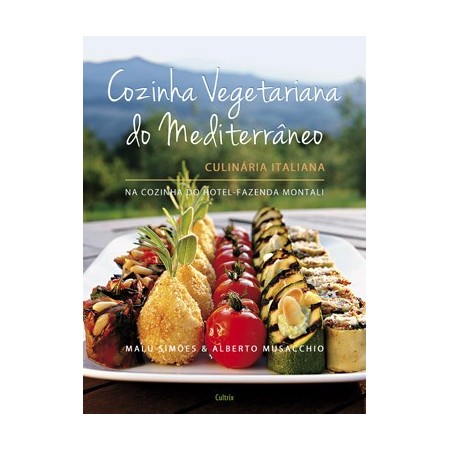 Cozinha Vegetariana
do Mediterrâneo
CULINÁRIA ITALIANA
NA COZINHA DO HOTEL-FAZENDA MONTALI
MALU SIMÕES & ALBERTO MUSACCHIO
Cultrix